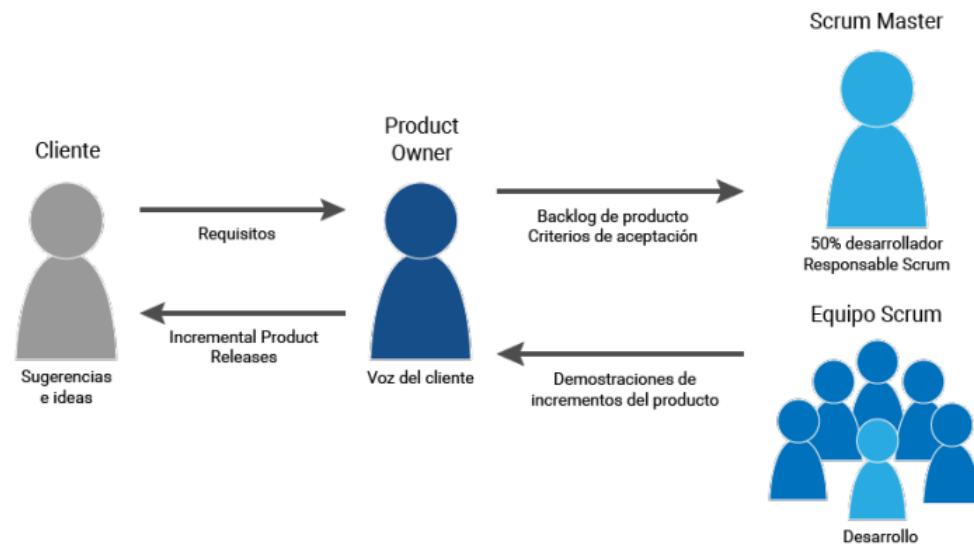 Cliente
Sugerencias
e ideas
Requisitos
Incremental Product
Releases
Product
Owner
Voz del cliente
Backlog de producto
Criterios de aceptación
Demostraciones de
incrementos del producto
Scrum Master
50% desarrollador
Responsable Scrum
Equipo Scrum
Desarrollo